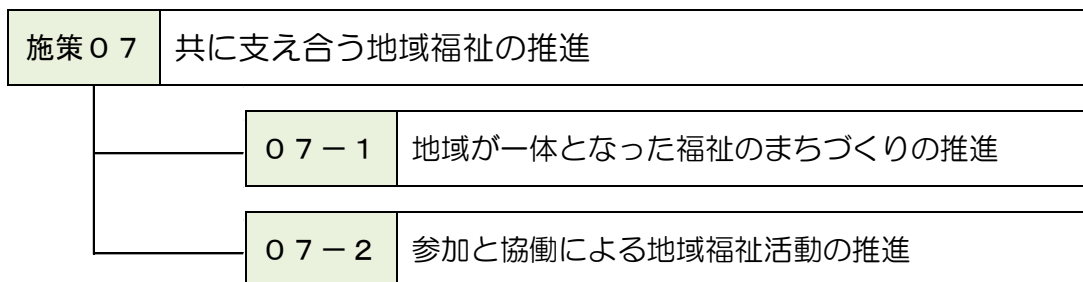 施策０７ 共に支え合う地域福祉の推進
０７－１ 地域が一体となった福祉のまちづくりの推進
０７－２ 参加と協働による地域福祉活動の推進